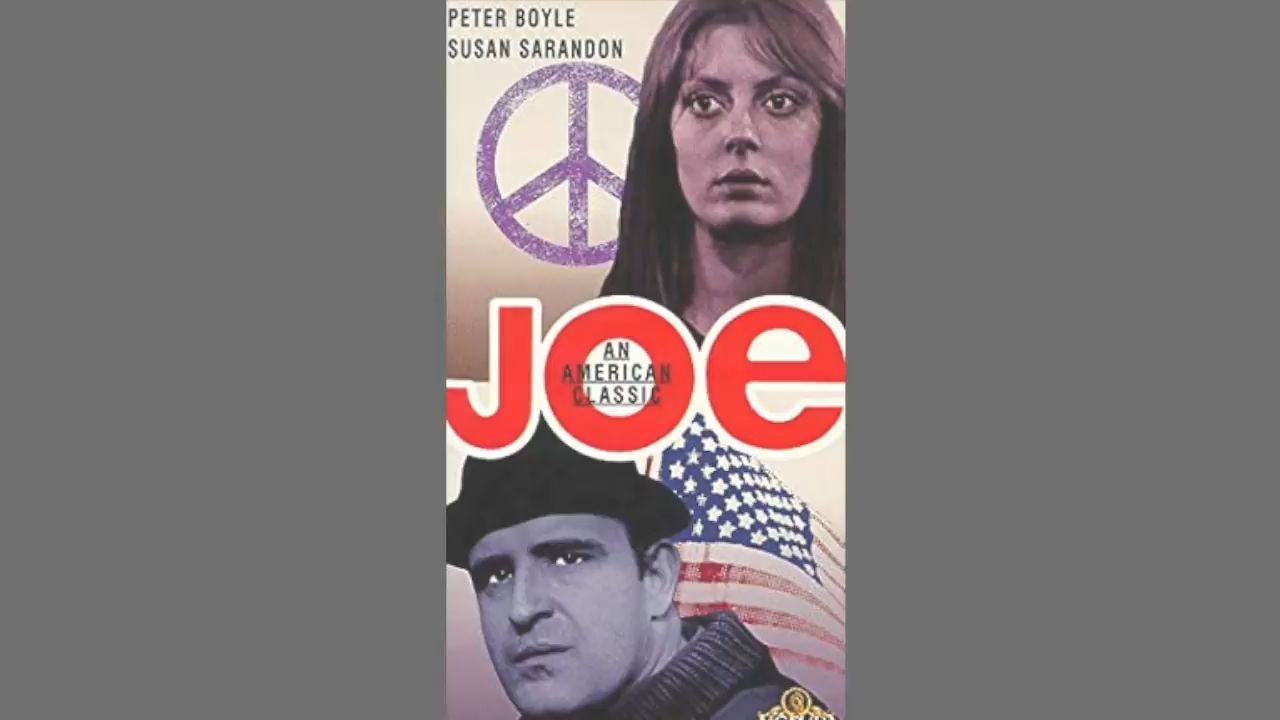 PETER BOYLE
SUSAN SARANDON
JOE
AN
AMERICAN
CLASSIC